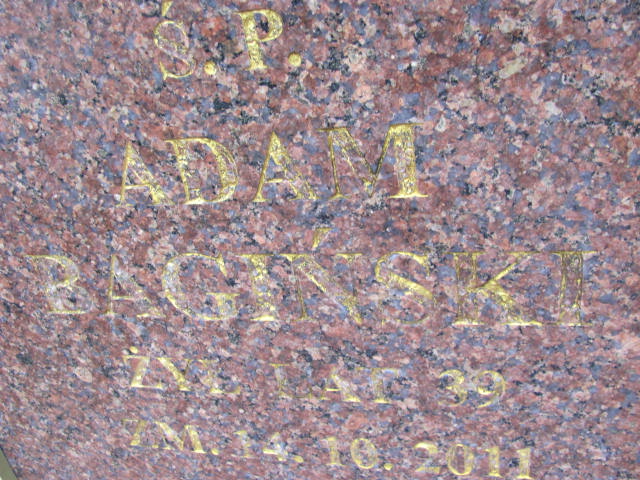 Ś.P.
ADAM
BAGIŃSKI
ŻYŁ LAT 39
ZM. 14. 10. 2011